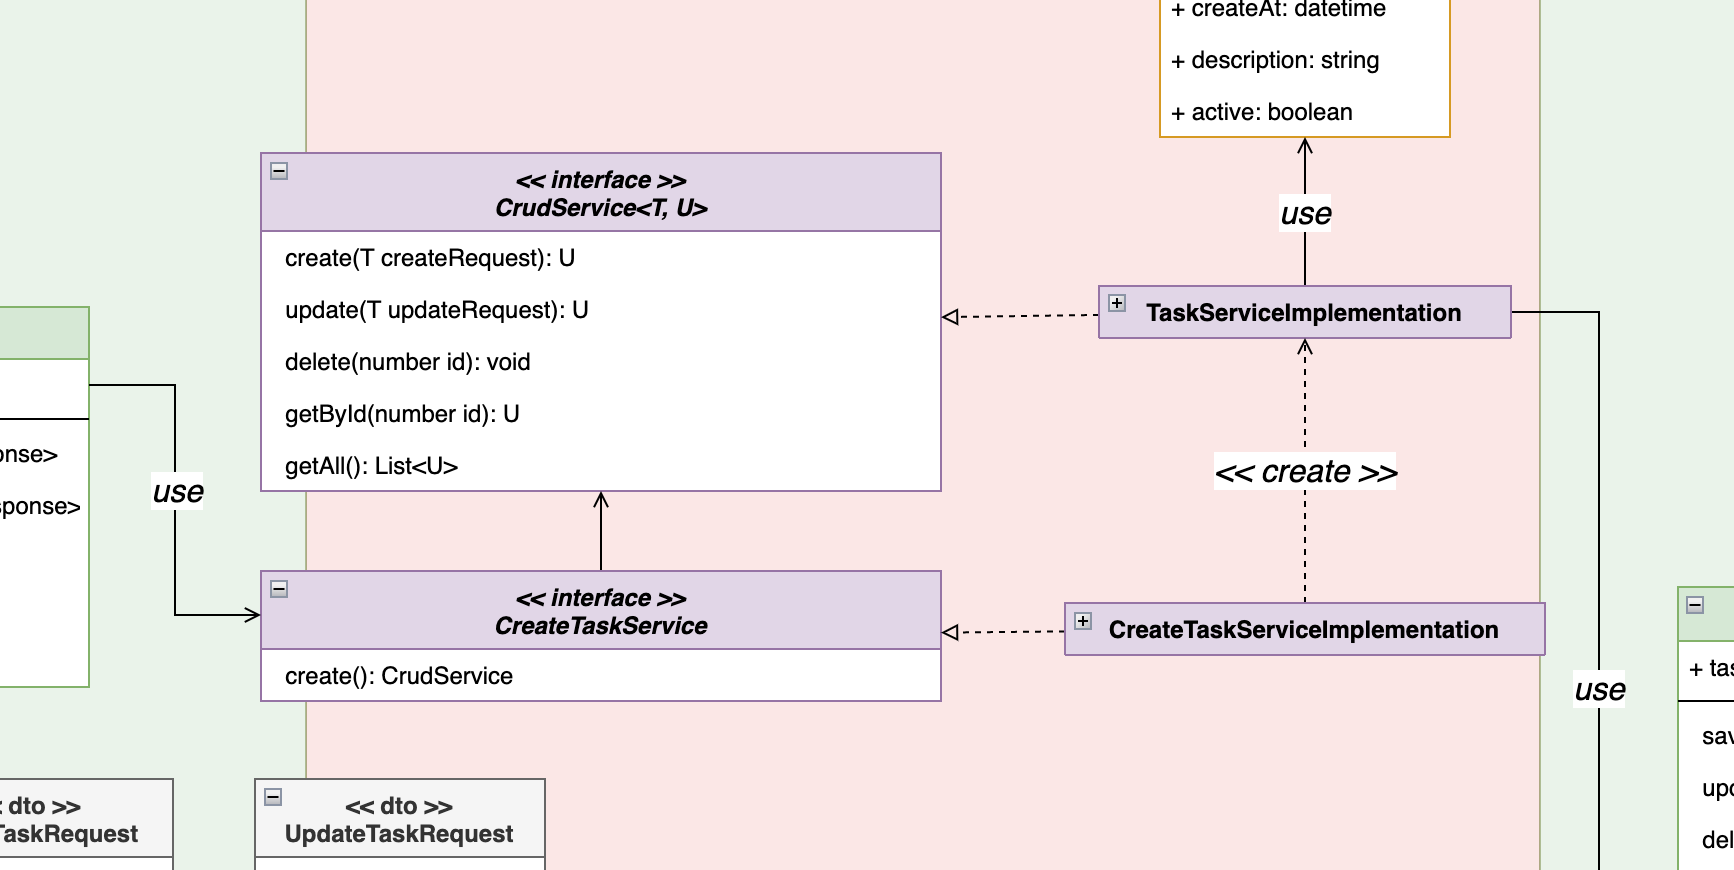 + createAt: datetime
+ description: string
+ active: boolean
<< interface >>
CrudService<T, U>
create(T createRequest): U
update(T updateRequest): U
delete(number id): void
getById(number id): U
getAll(): List<U>
use
TaskServiceImplementation
onse>
sponse>
use
<< create >>
<< interface >>
CreateTaskService
create(): CrudService
CreateTaskServiceImplementation
use
+ tas
sav
upd
del
dto >>
TaskRequest
<< dto >>
UpdateTaskRequest